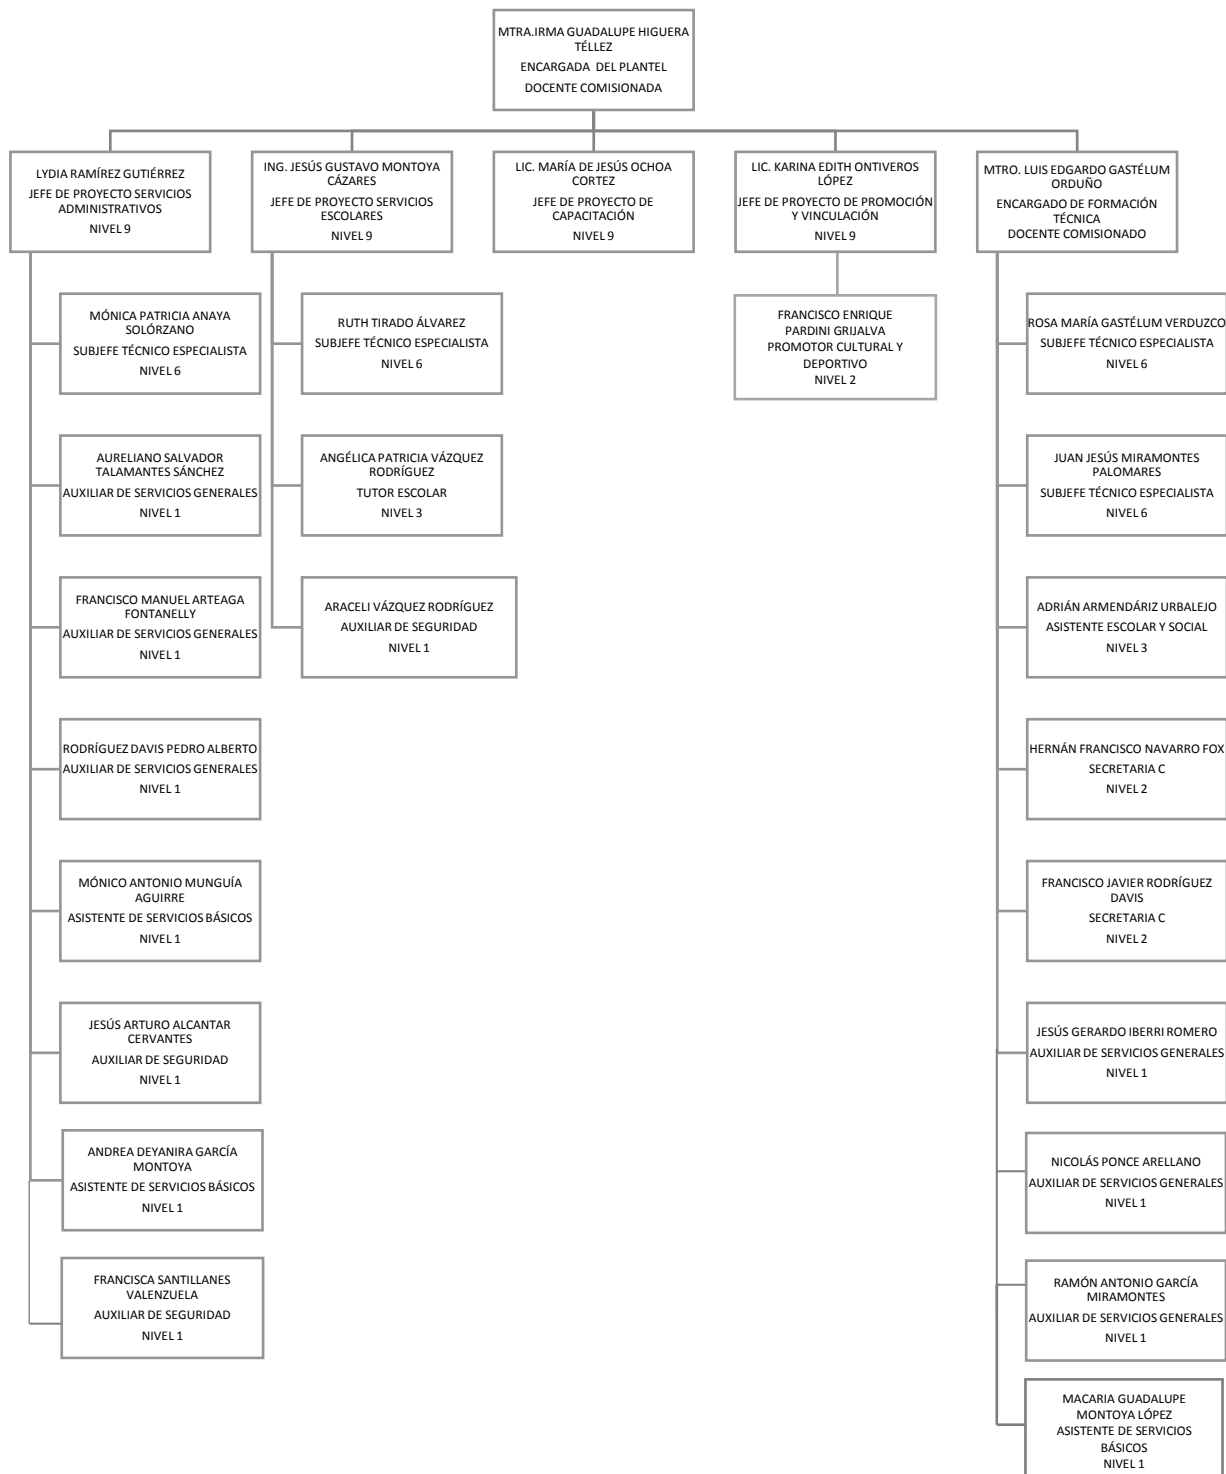 MTRA.IRMA GUADALUPE HIGUERA
TÉLLEZ
ENCARGADA DEL PLANTEL
DOCENTE COMISIONADA
LYDIA RAMÍREZ GUTIÉRREZ
JEFE DE PROYECTO SERVICIOS
ADMINISTRATIVOS
NIVEL 9
ING. JESÚS GUSTAVO MONTOYA
CÁZARES
JEFE DE PROYECTO SERVICIOS
ESCOLARES
NIVEL 9
LIC. MARÍA DE JESÚS OCHOA
CORTEZ
JEFE DE PROYECTO DE
CAPACITACIÓN
NIVEL 9
LIC. KARINA EDITH ONTIVEROS
LÓPEZ
JEFE DE PROYECTO DE PROMOCIÓN
Y VINCULACIÓN
NIVEL 9
MTRO. LUIS EDGARDO GASTÉLUM
ORDUÑO
ENCARGADO DE FORMACIÓN
TÉCNICA
DOCENTE COMISIONADO
MÓNICA PATRICIA ANAYA
SOLÓRZANO
SUBJEFE TÉCNICO ESPECIALISTA
NIVEL 6
AURELIANO SALVADOR
TALAMANTES SÁNCHEZ
AUXILIAR DE SERVICIOS GENERALES
NIVEL 1
FRANCISCO MANUEL ARTEAGA
FONTANELLY
AUXILIAR DE SERVICIOS GENERALES
NIVEL 1
RODRÍGUEZ DAVIS PEDRO ALBERTO
AUXILIAR DE SERVICIOS GENERALES
NIVEL 1
MÓNICO ANTONIO MUNGUÍA
AGUIRRE
ASISTENTE DE SERVICIOS BÁSICOS
NIVEL 1
JESÚS ARTURO ALCANTAR
CERVANTES
AUXILIAR DE SEGURIDAD
NIVEL 1
ANDREA DEYANIRA GARCÍA
MONTOYA
ASISTENTE DE SERVICIOS BÁSICOS
NIVEL 1
FRANCISCA SANTILLANES
VALENZUELA
AUXILIAR DE SEGURIDAD
NIVEL 1
RUTH TIRADO ÁLVAREZ
SUBJEFE TÉCNICO ESPECIALISTA
NIVEL 6
ANGÉLICA PATRICIA VÁZQUEZ
RODRÍGUEZ
TUTOR ESCOLAR
NIVEL 3
ARACELI VÁZQUEZ RODRÍGUEZ
AUXILIAR DE SEGURIDAD
NIVEL 1
FRANCISCO ENRIQUE
PARDINI GRIJALVA
PROMOTOR CULTURAL Y
DEPORTIVO
NIVEL 2
ROSA MARÍA GASTÉLUM VERDUZCO
SUBJEFE TÉCNICO ESPECIALISTA
NIVEL 6
JUAN JESÚS MIRAMONTES
PALOMARES
SUBJEFE TÉCNICO ESPECIALISTA
NIVEL 6
ADRIÁN ARMENDÁRIZ URBALEJO
ASISTENTE ESCOLAR Y SOCIAL
NIVEL 3
HERNÁN FRANCISCO NAVARRO FOX
SECRETARIA C
NIVEL 2
FRANCISCO JAVIER RODRÍGUEZ
DAVIS
SECRETARIA C
NIVEL 2
JESÚS GERARDO IBERRI ROMERO
AUXILIAR DE SERVICIOS GENERALES
NIVEL 1
NICOLÁS PONCE ARELLANO
AUXILIAR DE SERVICIOS GENERALES
NIVEL 1
RAMÓN ANTONIO GARCÍA
MIRAMONTES
AUXILIAR DE SERVICIOS GENERALES
NIVEL 1
MACARIA GUADALUPE
MONTOYA LÓPEZ
ASISTENTE DE SERVICIOS
BÁSICOS
NIVEL 1